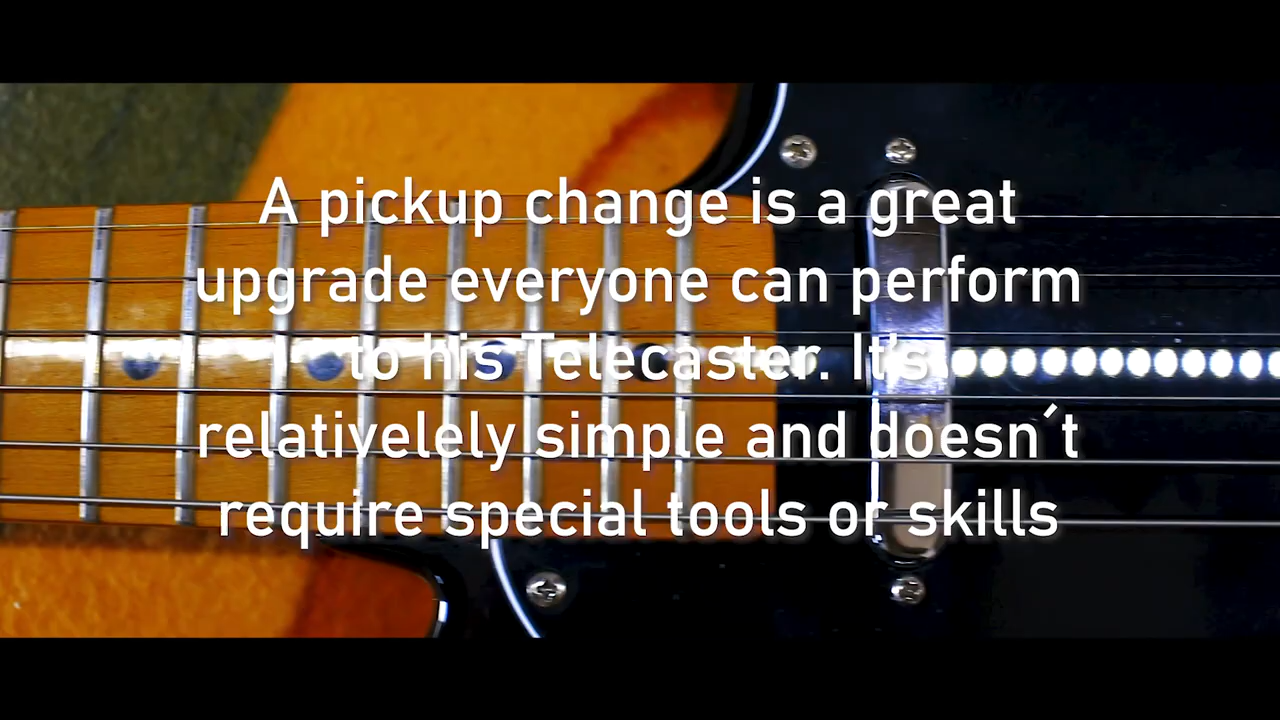 A pickup change is a great
upgrade everyone can perform
to his Telecaster. It's
relativelely simple and doesn´t
require special tools or skills